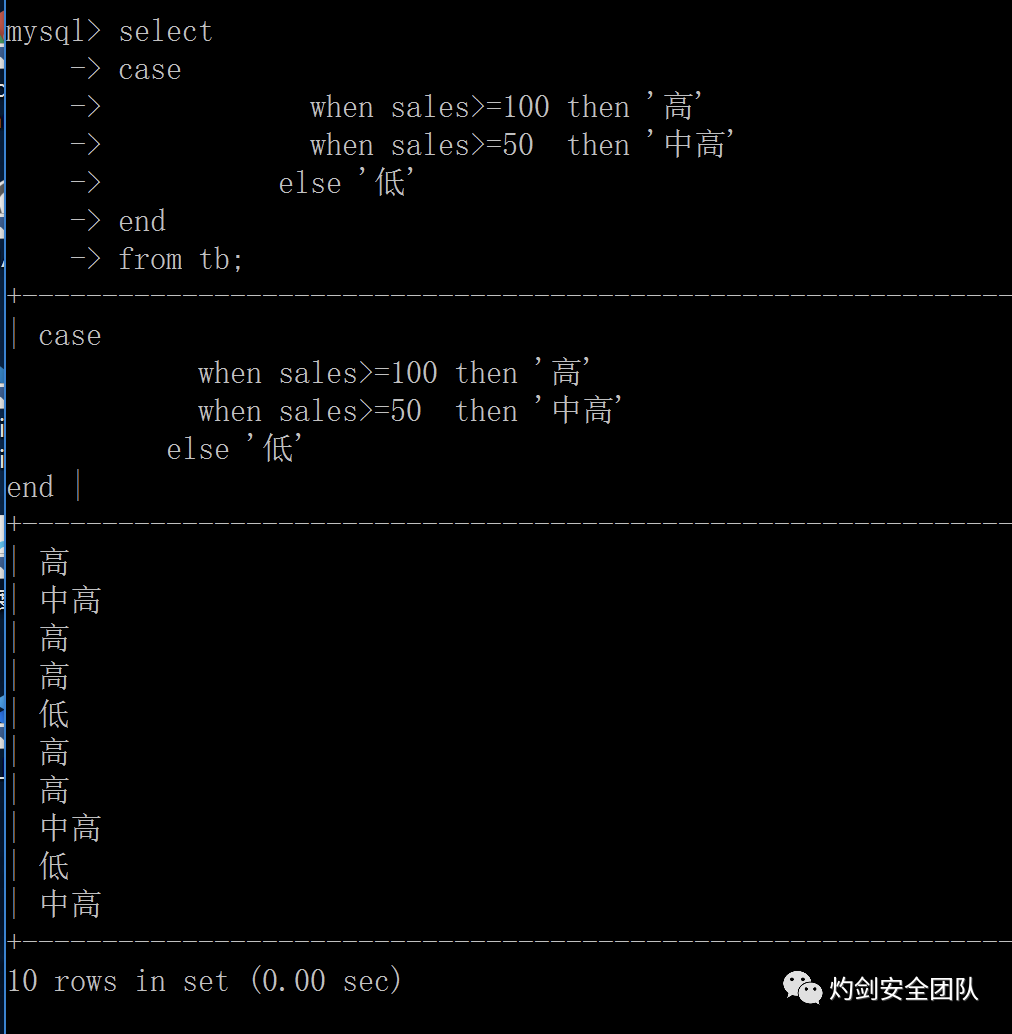 mysql> select
-> case
-> when sales>=100 then '高'
-> when sales>=50 then '中高'
-> else '低'
-> end
-> from tb;
| case
when sales>=100 then '高'
when sales>=50 then '中高'
else '低'
end |
| 高
| 中高
| 高
| 高
| 低
| 高
| 高
| 中高
| 低
| 中高
10 rows in set (0.00 sec)
灼剑安全团队